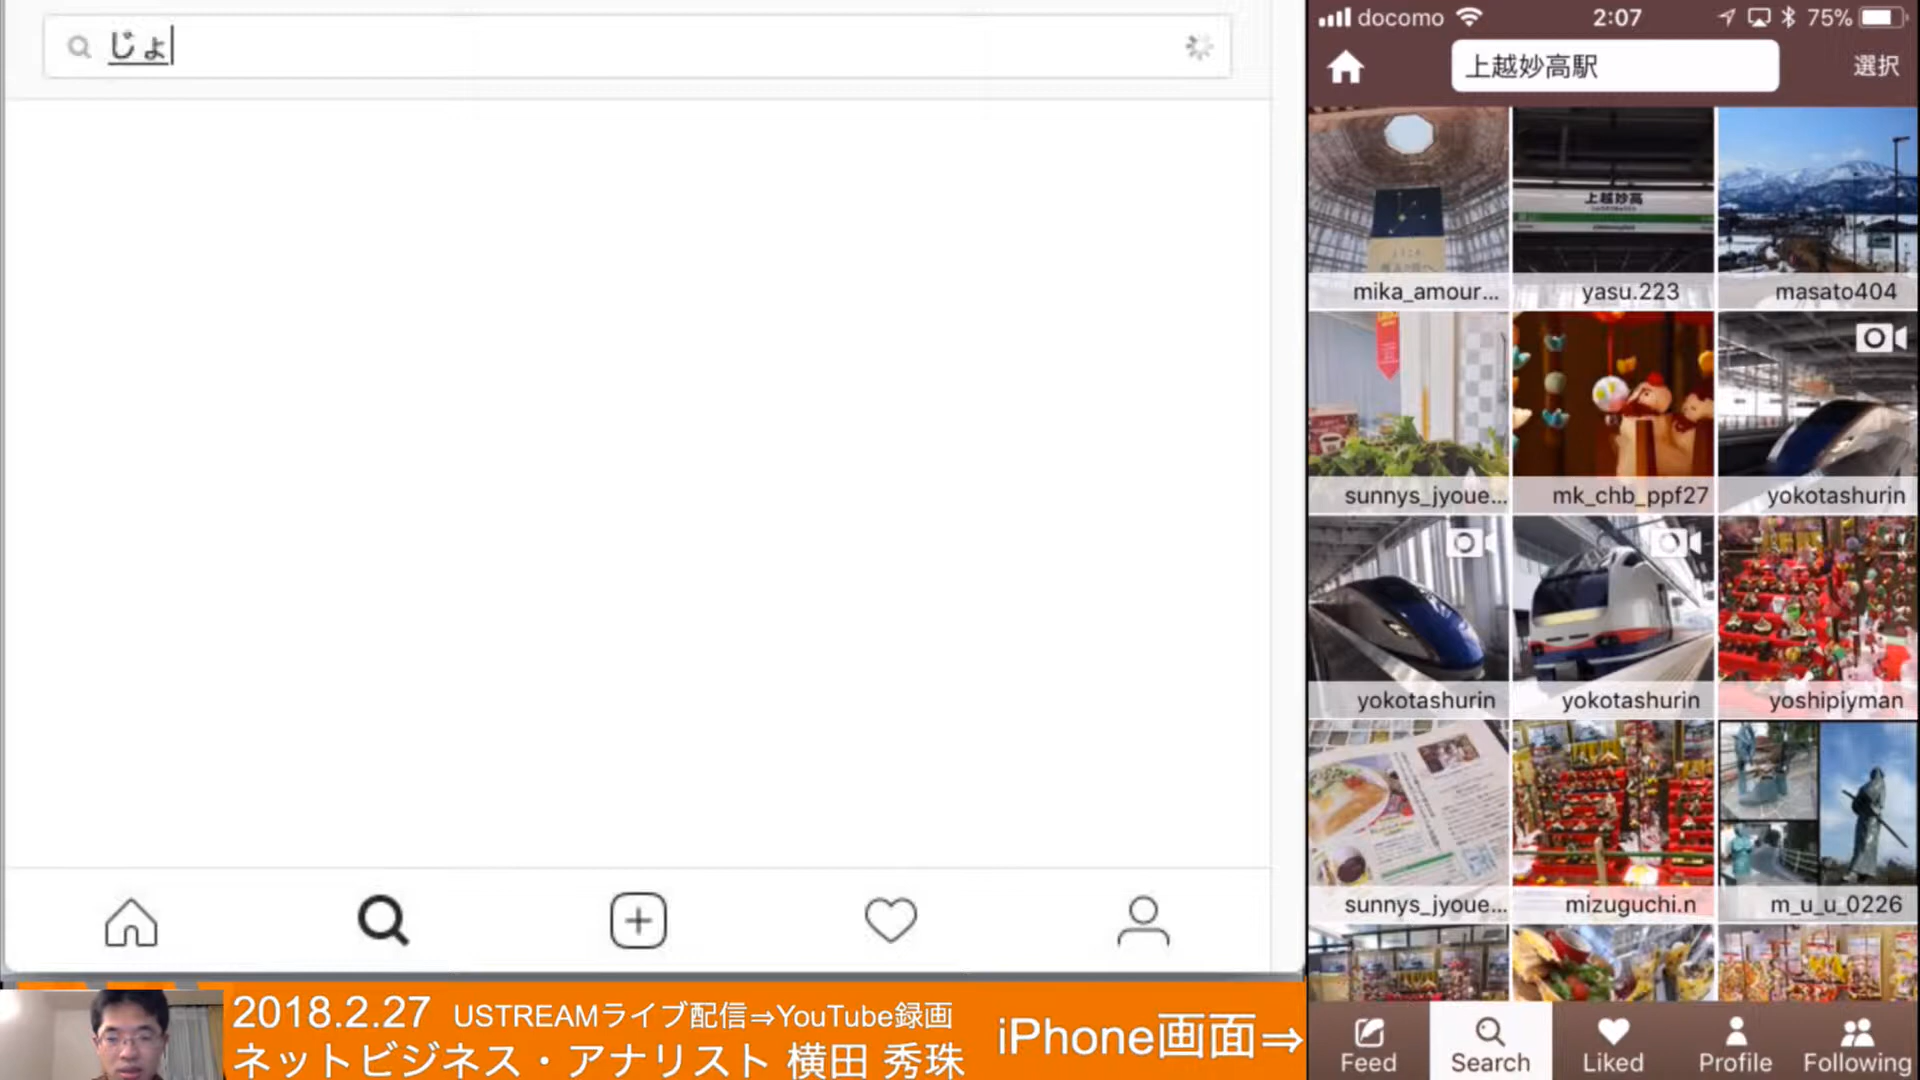 じょ
docomo 2:07 75%
上越妙高駅 選択
上越妙高
mika_amour... yasu.223 masato404
sunnys_jyoue... mk_chb_ppf27 yokotashurin
yokotashurin yokotashurin yoshipiyman
sunnys_jyoue... mizuguchi.n m_u_u_0226
Feed Search Liked Profile Following
2018.2.27 USTREAMライブ配信⇒YouTube録画
ネットビジネス・アナリスト 横田 秀珠
iPhone画面⇒